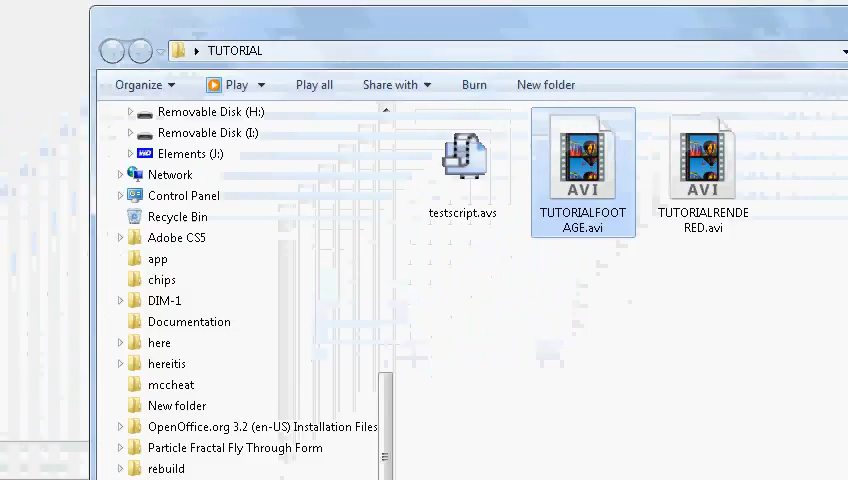 TUTORIAL
Organize Play Play all Share with Burn New folder
Removable Disk (H:)
Removable Disk (I:)
WD Elements (J:)
Network
Control Panel
Recycle Bin
Adobe CS5
app
chips
DIM-1
Documentation
here
hereitis
mccheat
New folder
OpenOffice.org 3.2 (en-US) Installation Files
Particle Fractal Fly Through Form
rebuild
testscript.avs
AVI
TUTORIALFOOT
AGE.avi
AVI
TUTORIALRENDE
RED.avi